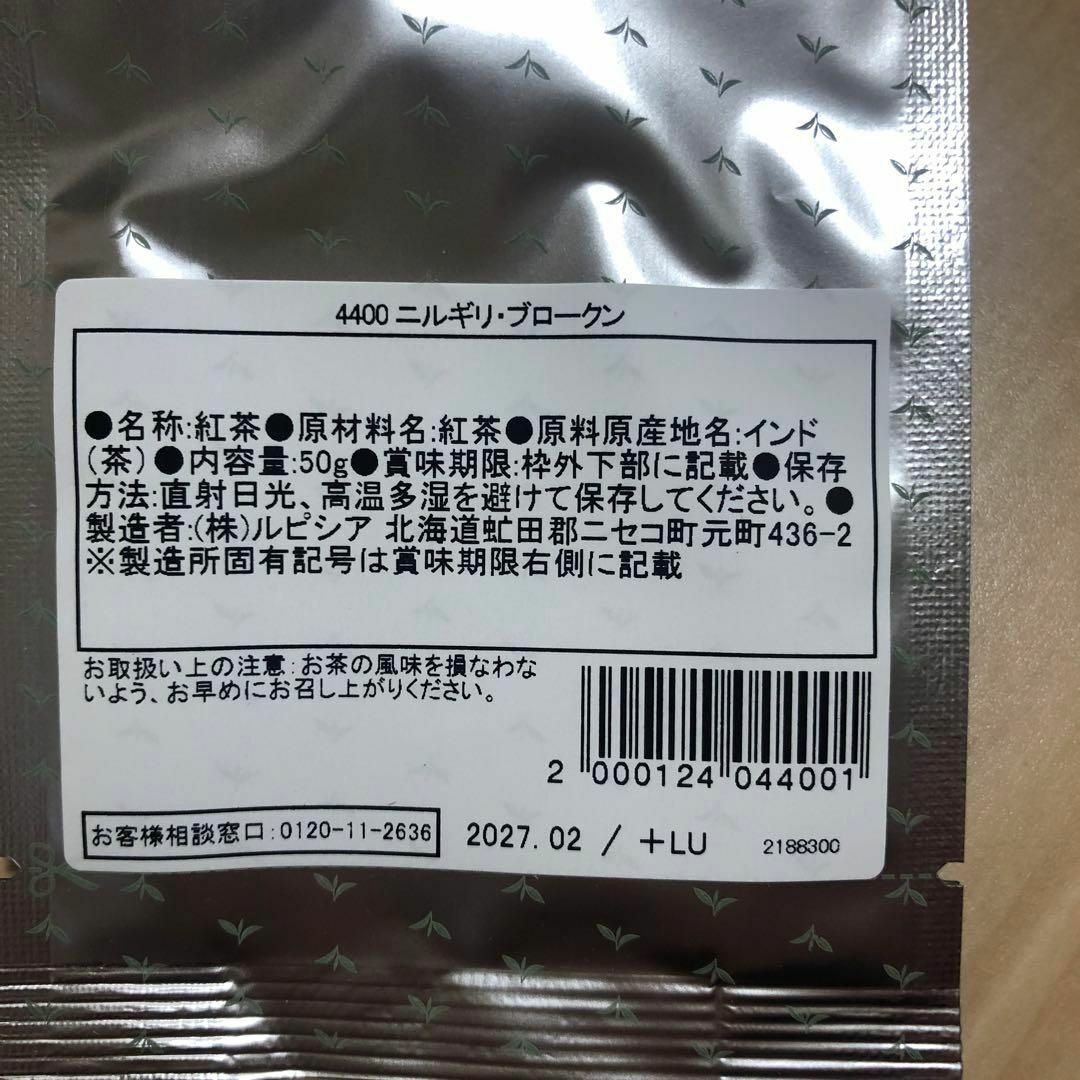 4400 ニルギリ・ブロークン
●名称:紅茶●原材料名:紅茶●原料原産地名:インド
(茶)●内容量:50g●賞味期限:枠外下部に記載●保存
方法:直射日光、高温多湿を避けて保存してください。●
製造者:(株)ルピシア 北海道虻田郡ニセコ町元町436-2
※製造所固有記号は賞味期限右側に記載
お取扱い上の注意:お茶の風味を損なわな
いよう、お早めにお召し上がりください。
2 000124 044001
お客様相談窓口:0120-11-2636
2027.02 / +LU
2188300